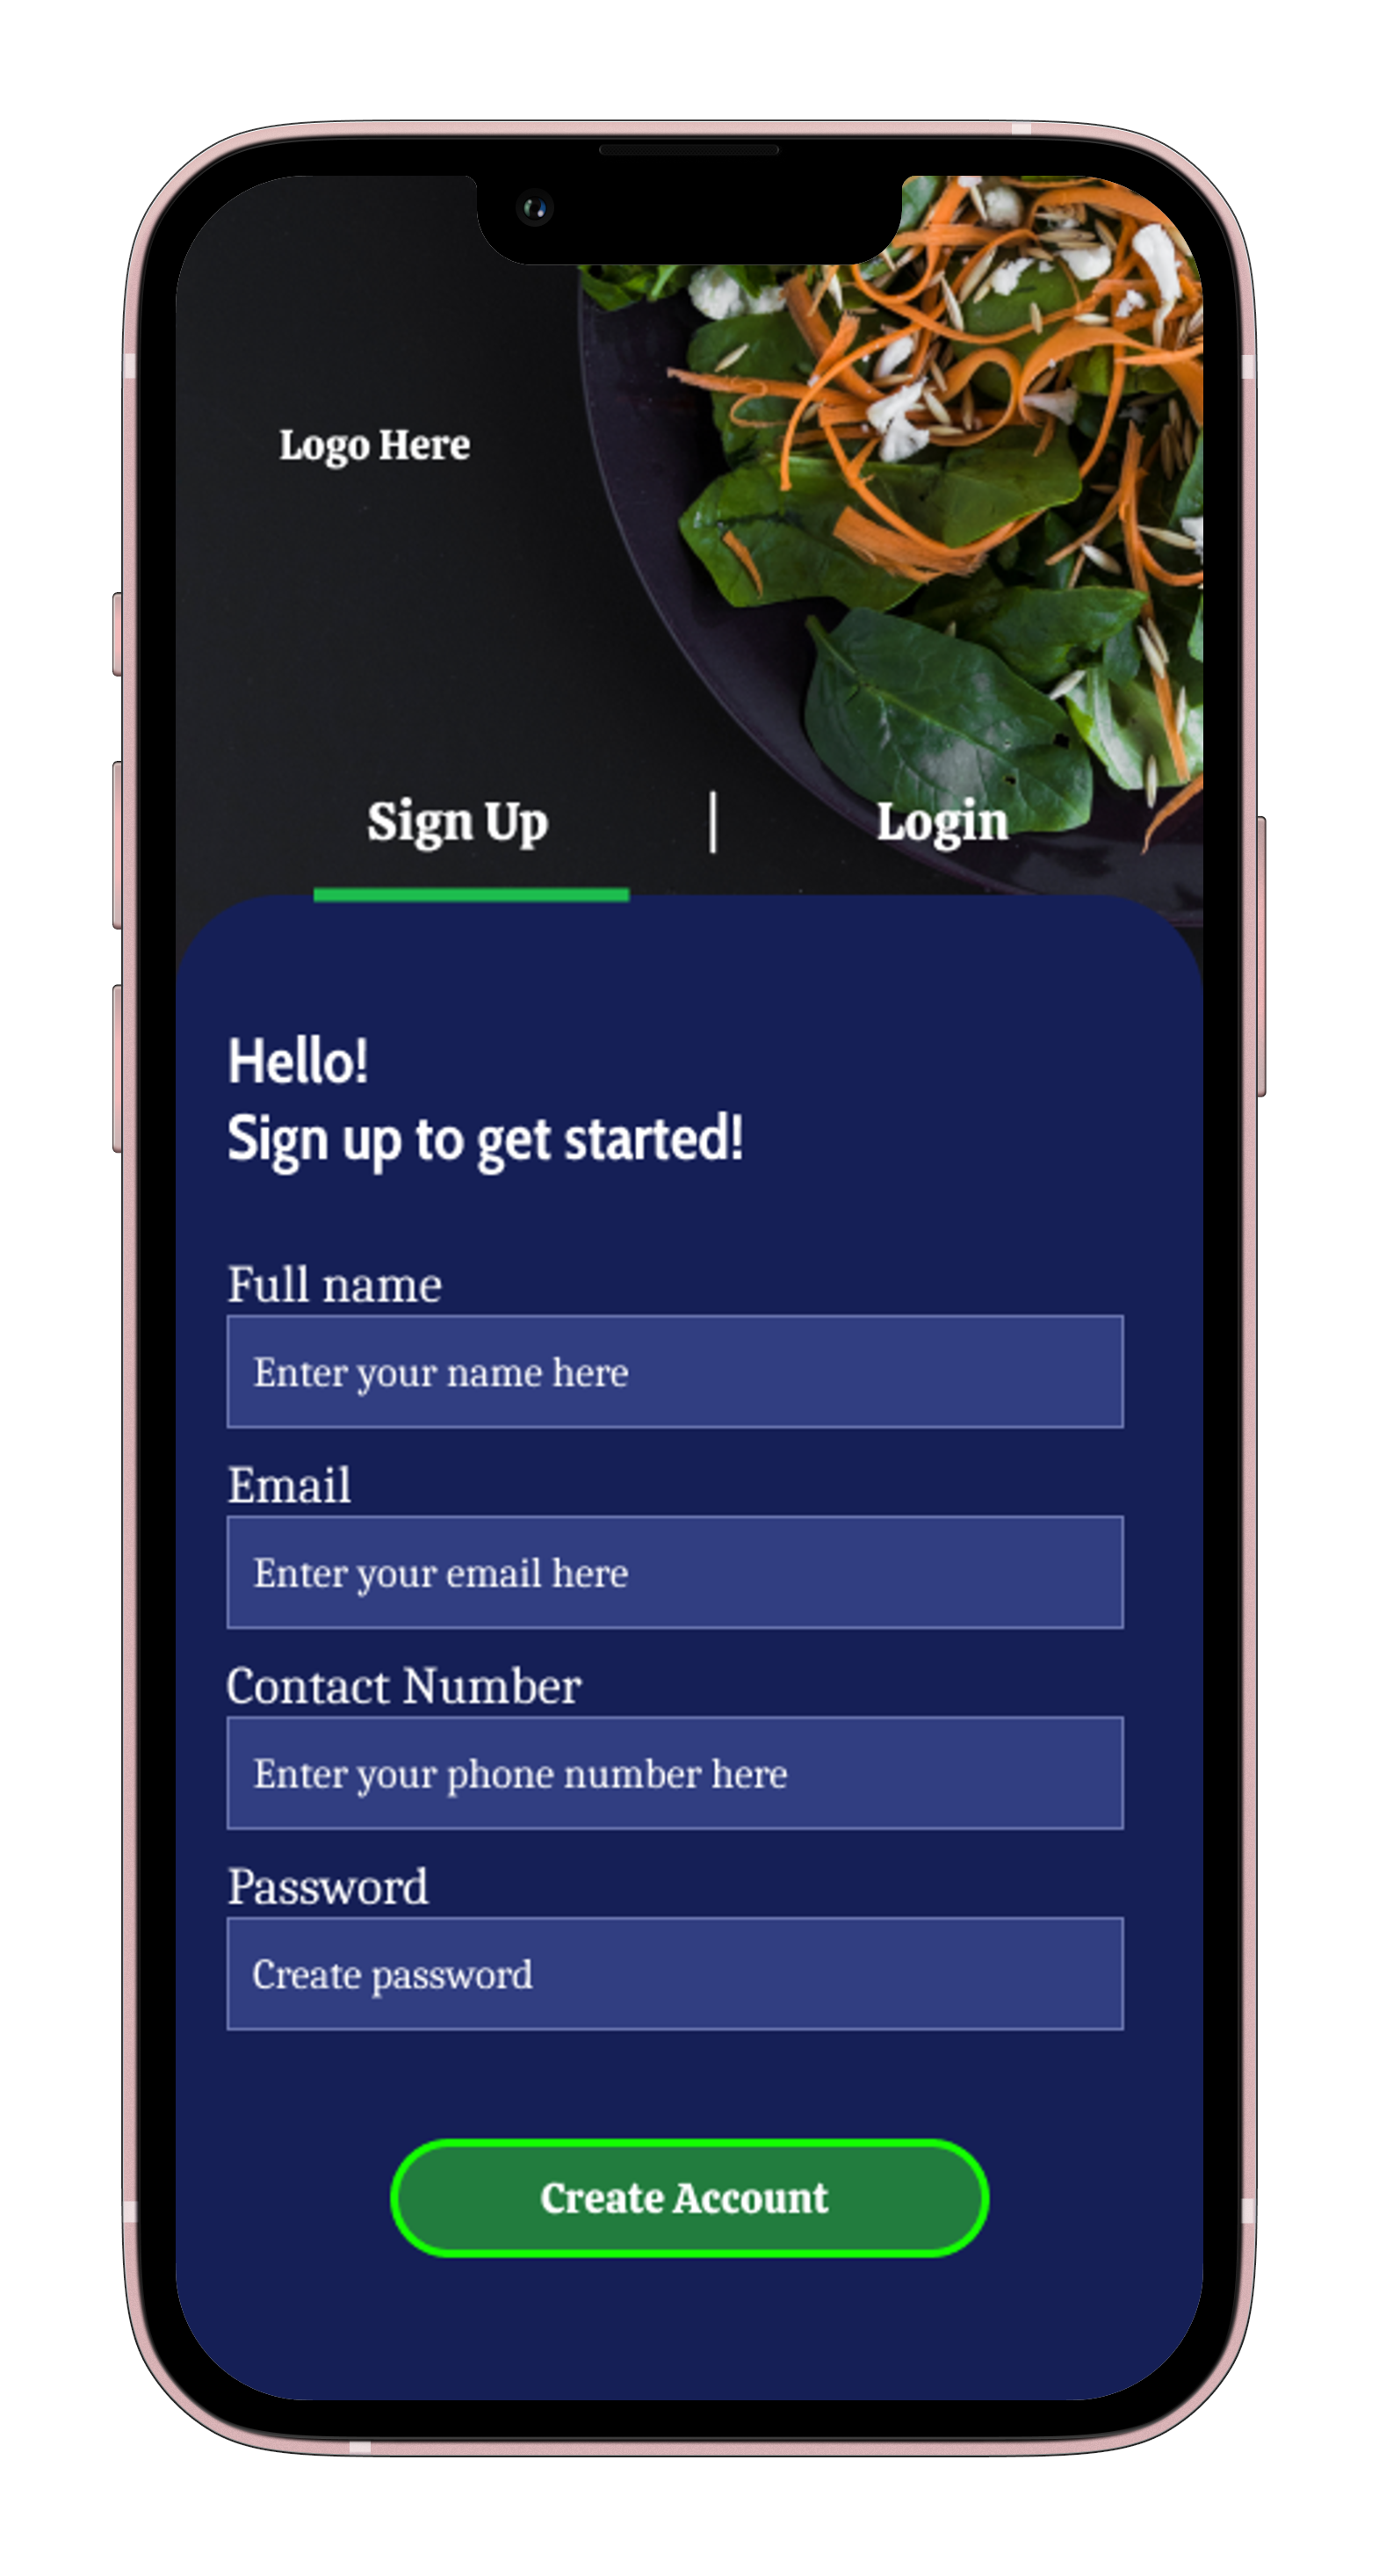 Logo Here
Sign Up | Login
Hello!
Sign up to get started!
Full name
Enter your name here
Email
Enter your email here
Contact Number
Enter your phone number here
Password
Create password
Create Account